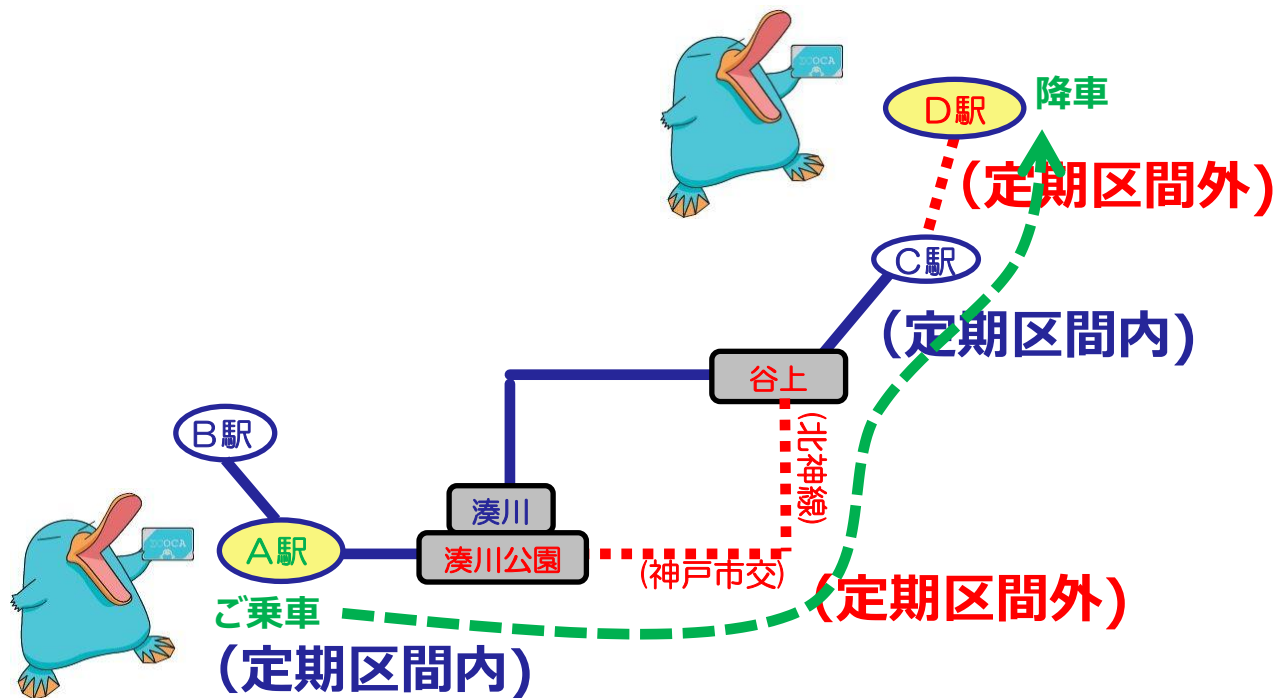 ICOCA
D駅
降車
(定期区間外)
C駅
(定期区間内)
谷上
(北神線)
B駅
湊川
ICOCA
A駅
湊川公園
(神戸市交)
(定期区間外)
ご乗車
(定期区間内)